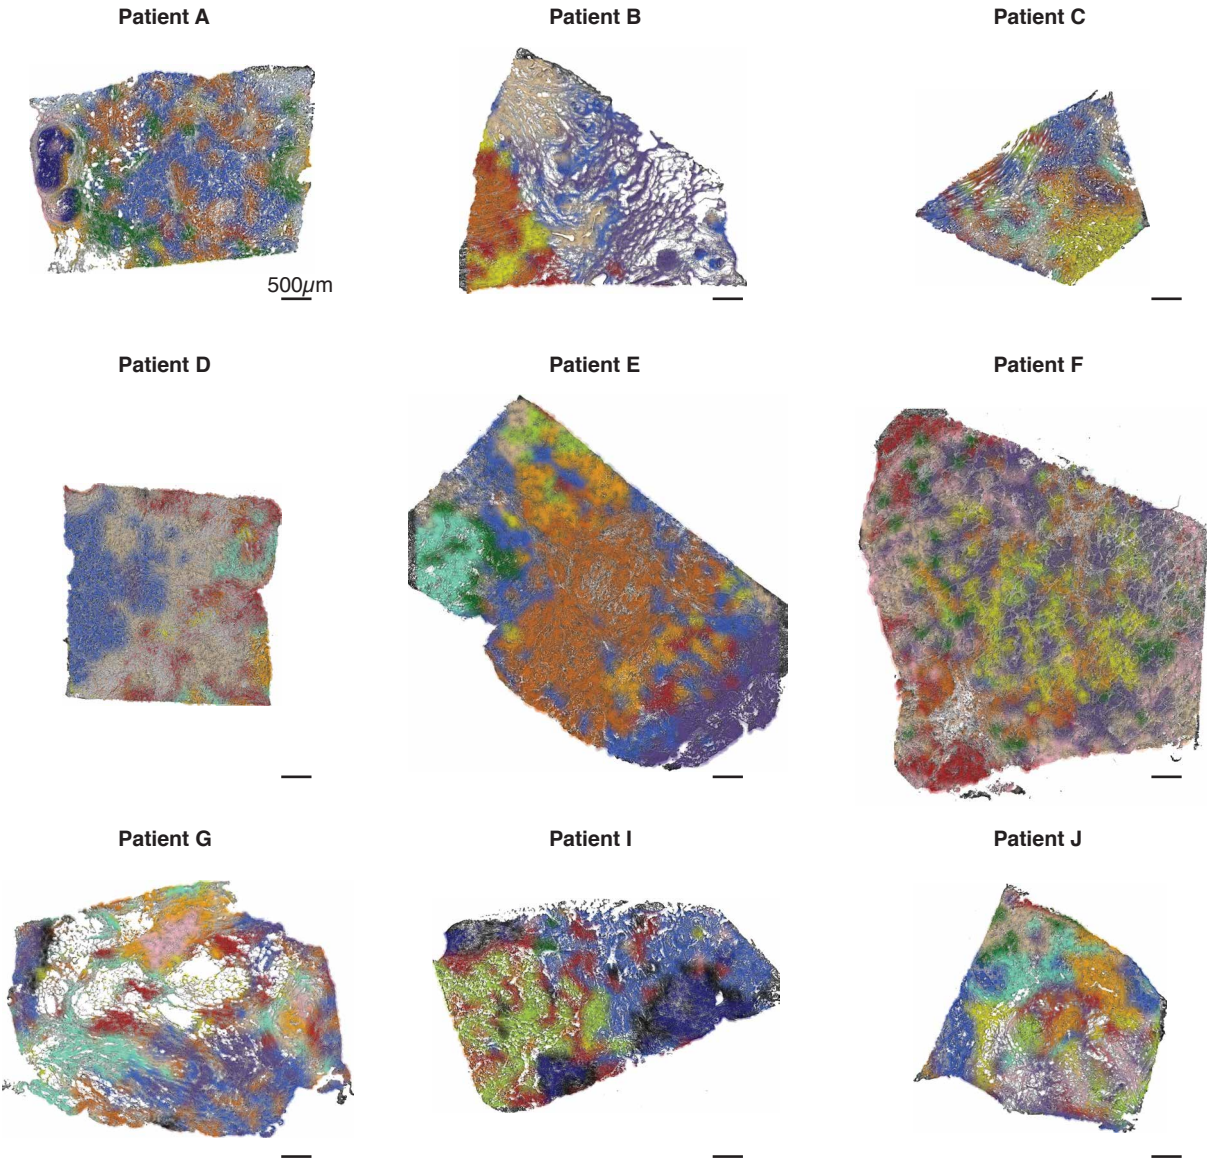 Patient A
Patient B
Patient C
500μm
Patient D
Patient E
Patient F
Patient G
Patient I
Patient J